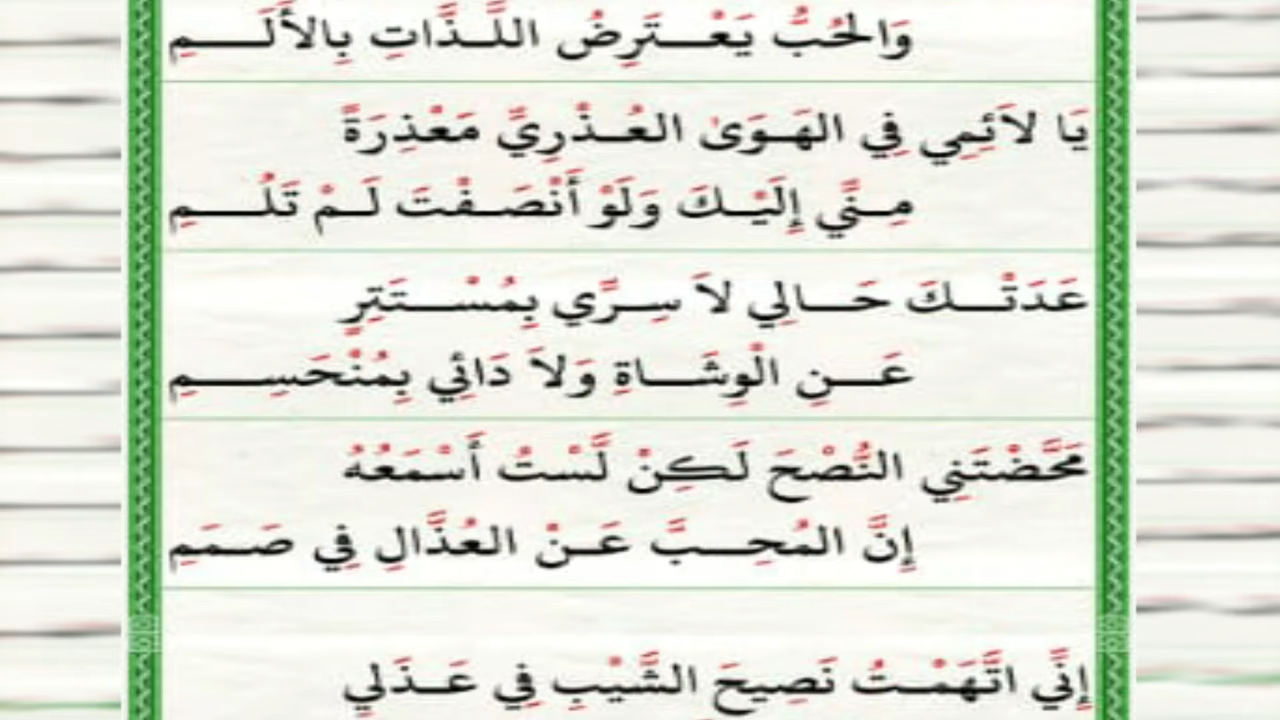 وَالحُبُّ يَعْتَرِضُ اللَّذَّاتِ بِالأَلَمِ
يَا لاَئِمِي فِي الهَوَىٰ العُذْرِيِّ مَعْذِرَةً
مِنِّي إِلَيْكَ وَلَوْ أَنْصَفْتَ لَمْ تَلُمِ
عَدَتْكَ حَالِي لاَ سِرِّي بِمُسْتَتِرٍ
عَنِ الْوِشَاةِ وَلاَ دَائِي بِمُنْحَسِمِ
مَحَّضْتَنِي النُّصْحَ لَكِنْ لَّسْتُ أَسْمَعُهُ
إِنَّ المُحِبَّ عَنْ العُذَّالِ فِي صَمَمِ
إِنِّي اتَّهَمْتُ نَصِيحَ الشَّيْبِ فِي عَذَلِي